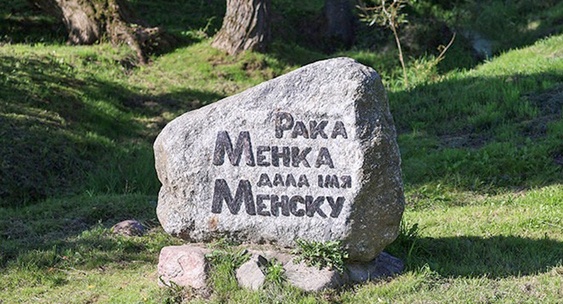 Рака
Менка
дала імя
Менску